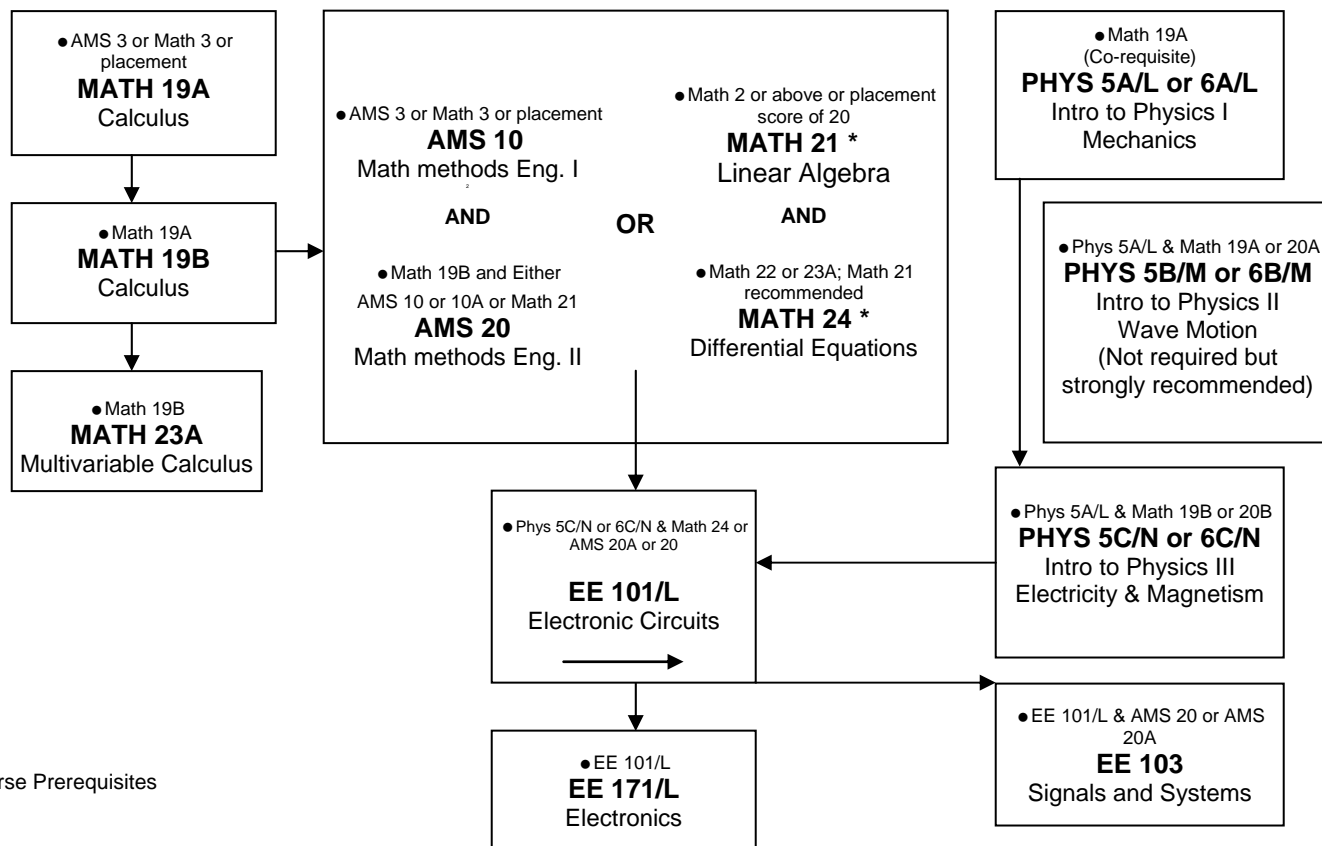 ● AMS 3 or Math 3 or
placement
MATH 19A
Calculus
● Math 19A
MATH 19B
Calculus
● Math 19B
MATH 23A
Multivariable Calculus
● AMS 3 or Math 3 or placement
AMS 10
Math methods Eng. I
2
AND
● Math 19B and Either
AMS 10 or 10A or Math 21
AMS 20
Math methods Eng. II
OR
● Math 2 or above or placement
score of 20
MATH 21 *
Linear Algebra
AND
● Math 22 or 23A; Math 21
recommended
MATH 24 *
Differential Equations
● Math 19A
(Co-requisite)
PHYS 5A/L or 6A/L
Intro to Physics I
Mechanics
● Phys 5A/L & Math 19A or 20A
PHYS 5B/M or 6B/M
Intro to Physics II
Wave Motion
(Not required but
strongly recommended)
● Phys 5A/L & Math 19B or 20B
PHYS 5C/N or 6C/N
Intro to Physics III
Electricity & Magnetism
● Phys 5C/N or 6C/N & Math 24 or
AMS 20A or 20
EE 101/L
Electronic Circuits
● EE 101/L & AMS 20 or AMS
20A
EE 103
Signals and Systems
● EE 101/L
EE 171/L
Electronics
rse Prerequisites